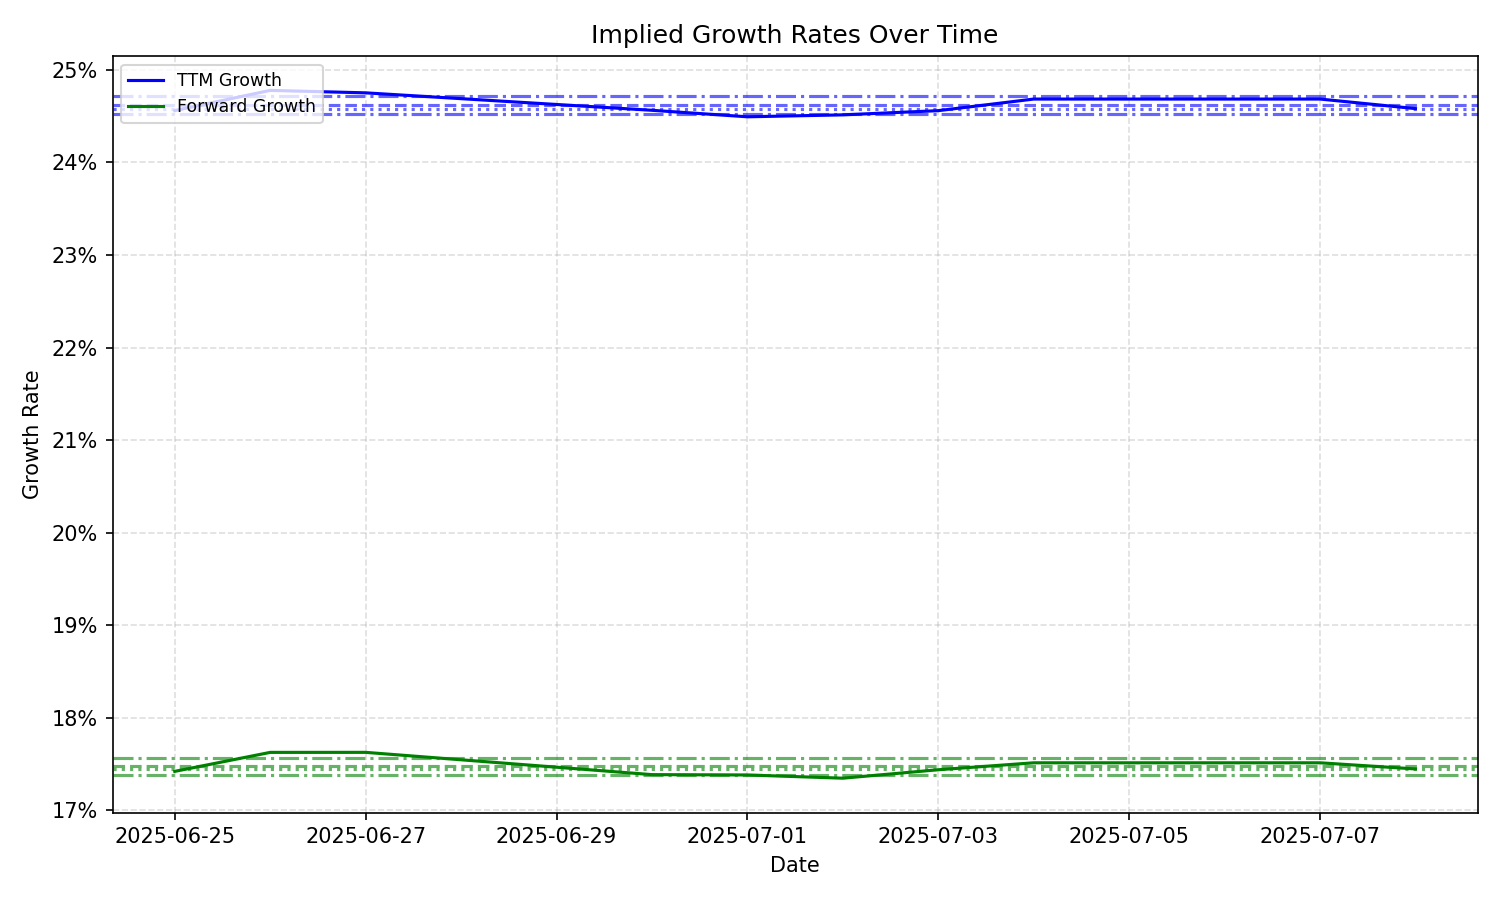 Implied Growth Rates Over Time
TTM Growth
Forward Growth
25%
24%
23%
22%
21%
20%
19%
18%
17%
Growth Rate
2025-06-25 2025-06-27 2025-06-29 2025-07-01 2025-07-03 2025-07-05 2025-07-07
Date